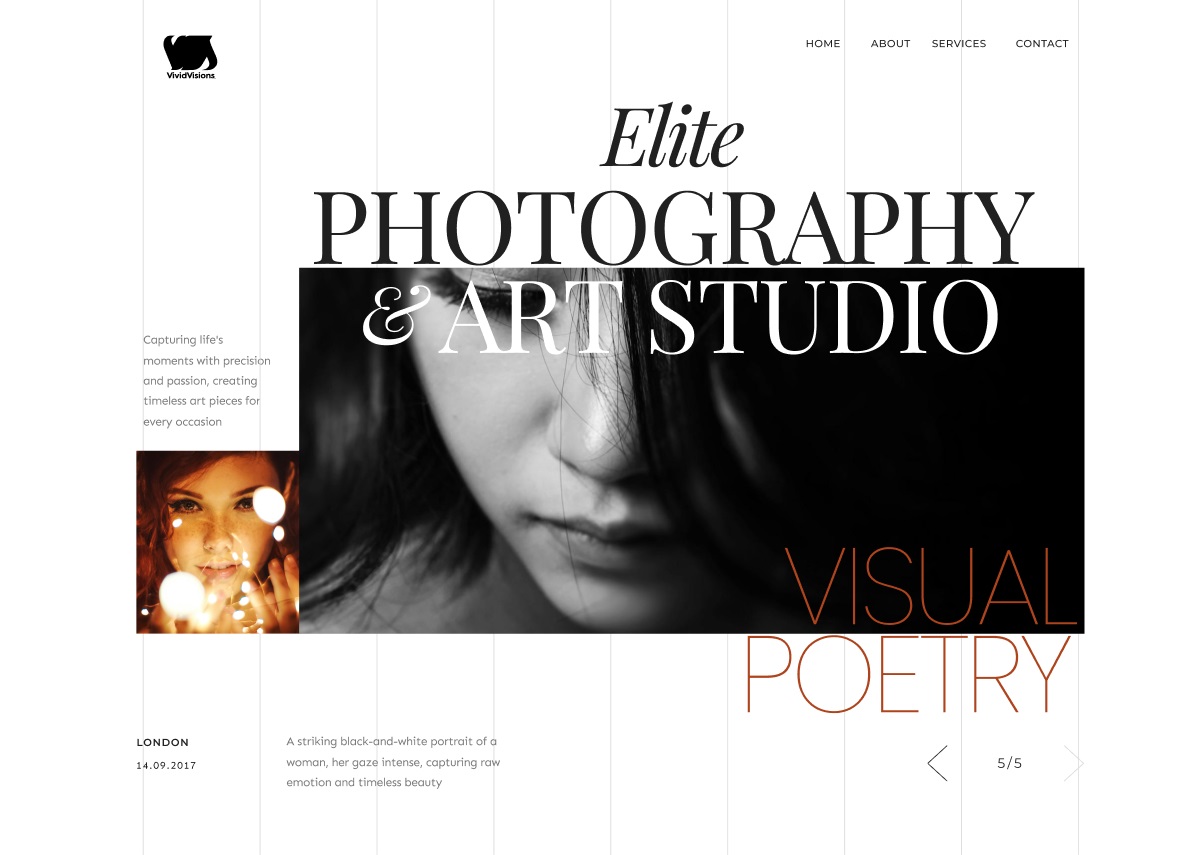 VividVisions.
HOME ABOUT SERVICES CONTACT
Elite
PHOTOGRAPHY
& ART STUDIO
Capturing life's
moments with precision
and passion, creating
timeless art pieces for
every occasion
VISUAL
POETRY
LONDON
14.09.2017
A striking black-and-white portrait of a
woman, her gaze intense, capturing raw
emotion and timeless beauty
5/5